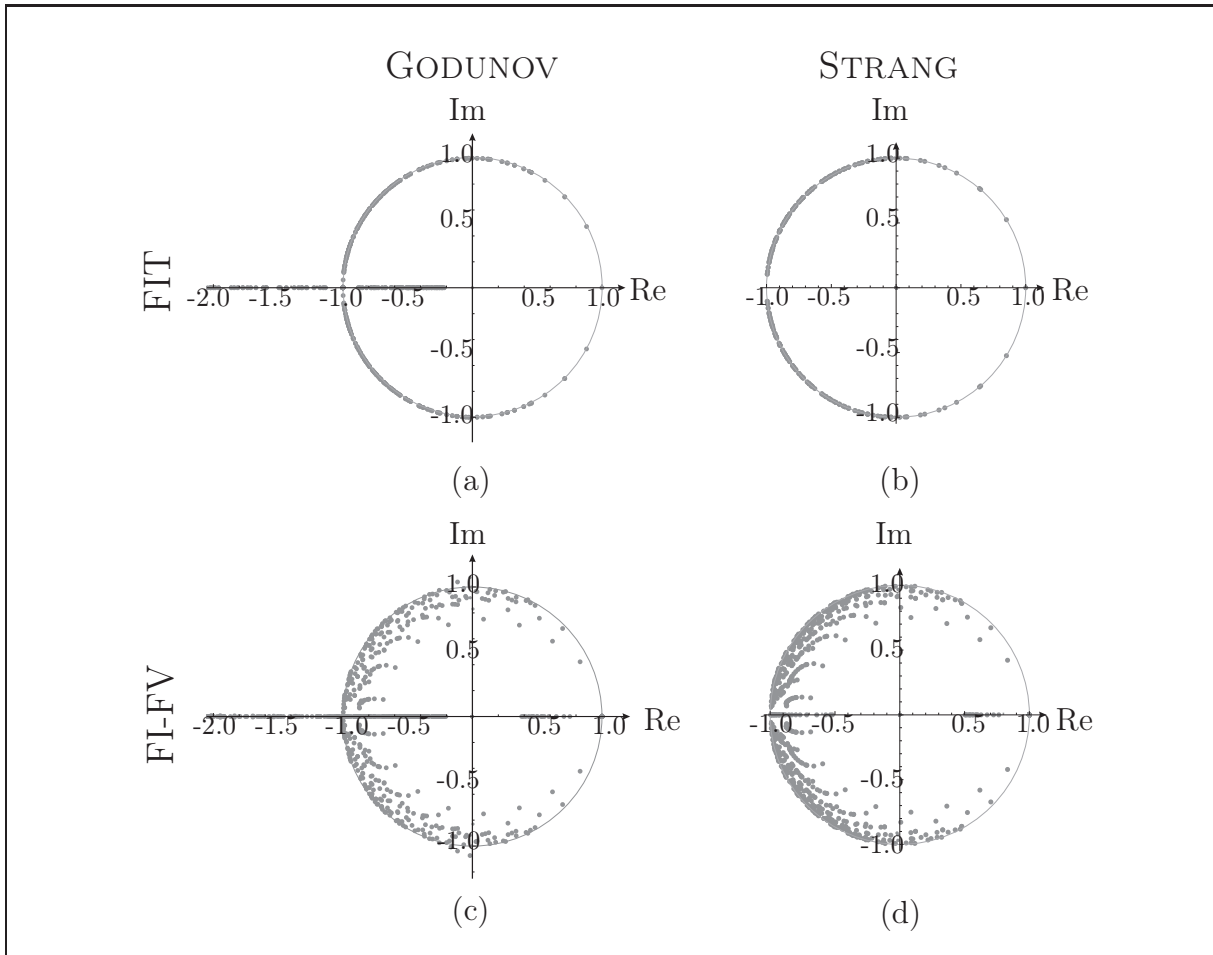 GODUNOV STRANG
Im Im
1.0 1.0
0.5 0.5
FIT
-2.0 -1.5 -1.0 -0.5 0.5 1.0 Re
-1.0 -0.5 0.5 1.0 Re
-0.5 -0.5
-1.0 -1.0
(a) (b)
Im Im
1.0 1.0
0.5 0.5
FI-FV
-2.0 -1.5 -1.0 -0.5 0.5 1.0 Re
-1.0 -0.5 0.5 1.0 Re
-0.5 -0.5
-1.0 -1.0
(c) (d)